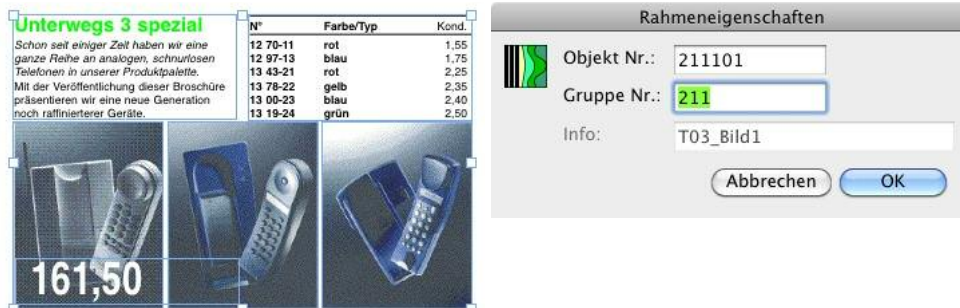 Unterwegs 3 spezial
Schon seit einiger Zeit haben wir eine
ganze Reihe an analogen, schnurlosen
Telefonen in unserer Produktpalette.
Mit der Veröffentlichung dieser Broschüre
präsentieren wir eine neue Generation
noch raffinierterer Geräte.
N° Farbe/Typ Kond.
12 70-11 rot 1,55
12 97-13 blau 1,75
13 43-21 rot 2,25
13 78-22 gelb 2,35
13 00-23 blau 2,40
13 19-24 grün 2,50
161,50
Rahmeneigenschaften
Objekt Nr.: 211101
Gruppe Nr.: 211
Info: T03_Bild1
Abbrechen OK